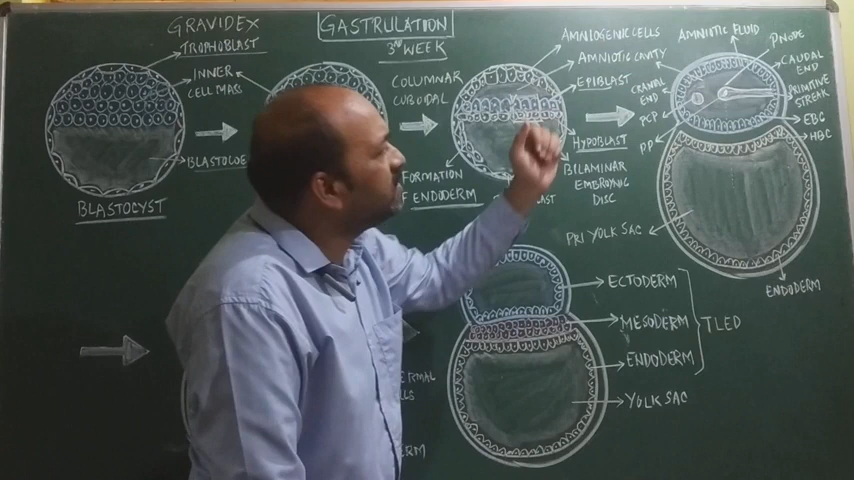 GRAVIDEX
GASTRULATION
3RD WEEK
TROPHOBLAST
INNER
CELL MASS
BLASTOCYST
COLUMNAR
CUBOIDAL
FORMATION
ENDODERM
AMNIOGENIC CELLS
AMNIOTIC CAVITY
EPIBLAST
HYPOBLAST
BILAMINAR
EMBRYONIC
DISC
AMNIOTIC FLUID
PNODE
CAUDAL
END
PRIMITIVE
STREAK
CRANIAL
END
PCP
PP
EBC
HBC
PRI YOLK SAC
ENDODERM
ECTODERM
MESODERM
TLED
ENDODERM
YOLK SAC